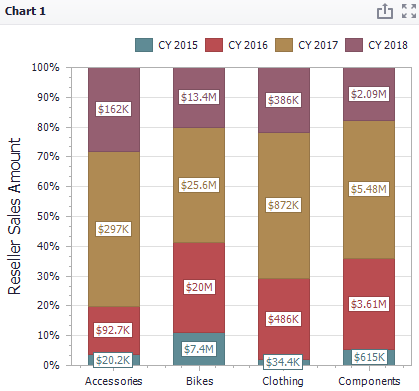 Chart 1
CY 2015 CY 2016 CY 2017 CY 2018
Reseller Sales Amount
100%
90%
80%
70%
60%
50%
40%
30%
20%
10%
0%
$162K $13.4M $386K $2.09M
$297K $25.6M $872K $5.48M
$92.7K $20M $486K $3.61M
$20.2K $7.4M $34.4K $615K
Accessories Bikes Clothing Components